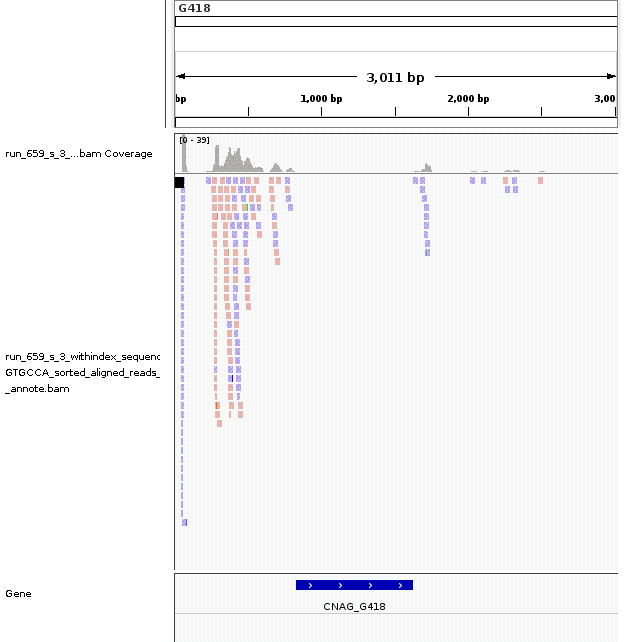 G418
3,011 bp
bp
1,000 bp
2,000 bp
3,00
[0 - 39]
run_659_s_3_...bam Coverage
run_659_s_3_withindex_sequenc
GTGCCA_sorted_aligned_reads_
_annote.bam
Gene
CNAG_G418